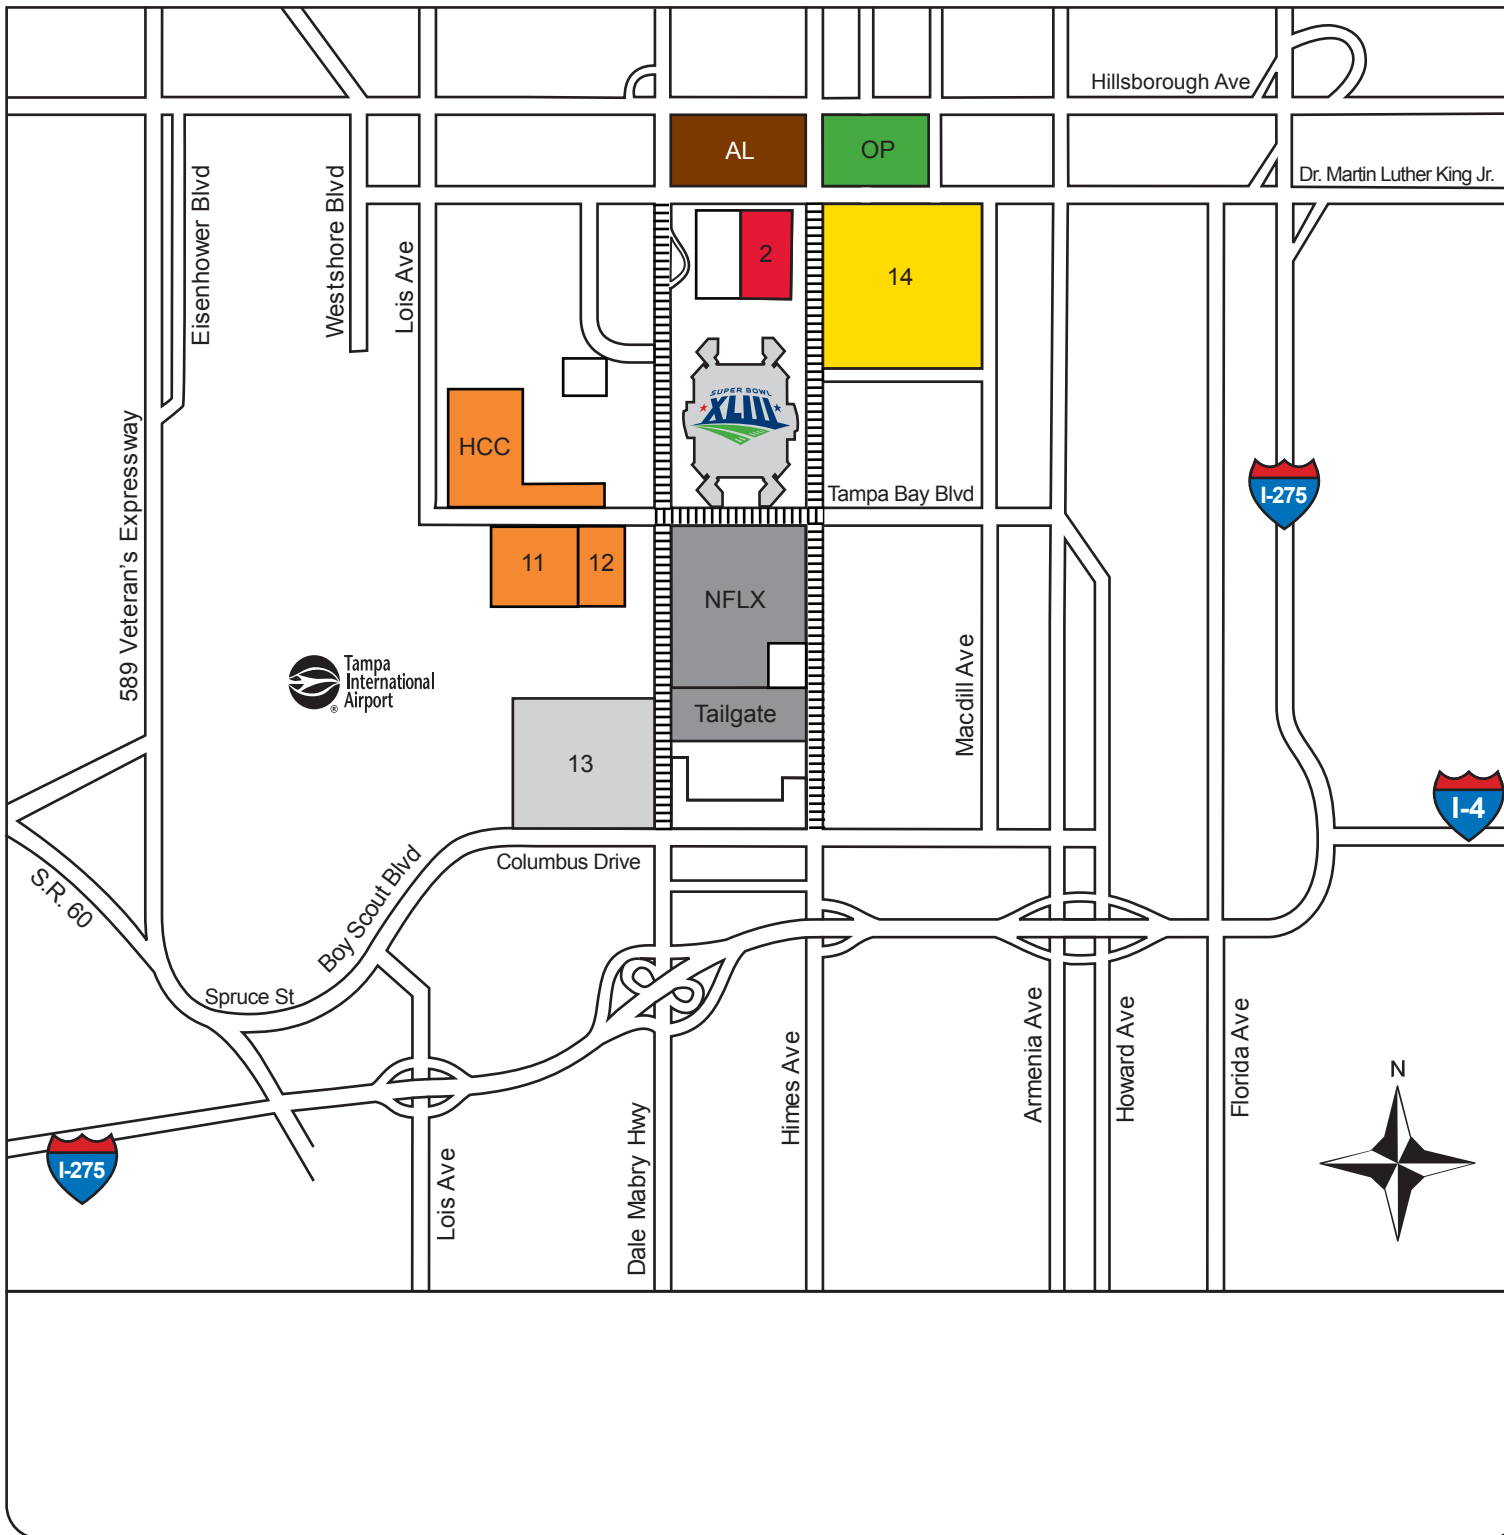 Hillsborough Ave
AL
OP
Dr. Martin Luther King Jr.
Eisenhower Blvd
Westshore Blvd
Lois Ave
2
14
SUPER BOWL
XLIII
HCC
Tampa Bay Blvd
I-275
589 Veteran's Expressway
11
12
NFLX
Tampa
International
Airport
®
Macdill Ave
Tailgate
13
I-4
Columbus Drive
S.R. 60
Boy Scout Blvd
Spruce St
Armenia Ave
Howard Ave
Florida Ave
Himes Ave
N
Dale Mabry Hwy
Lois Ave
I-275